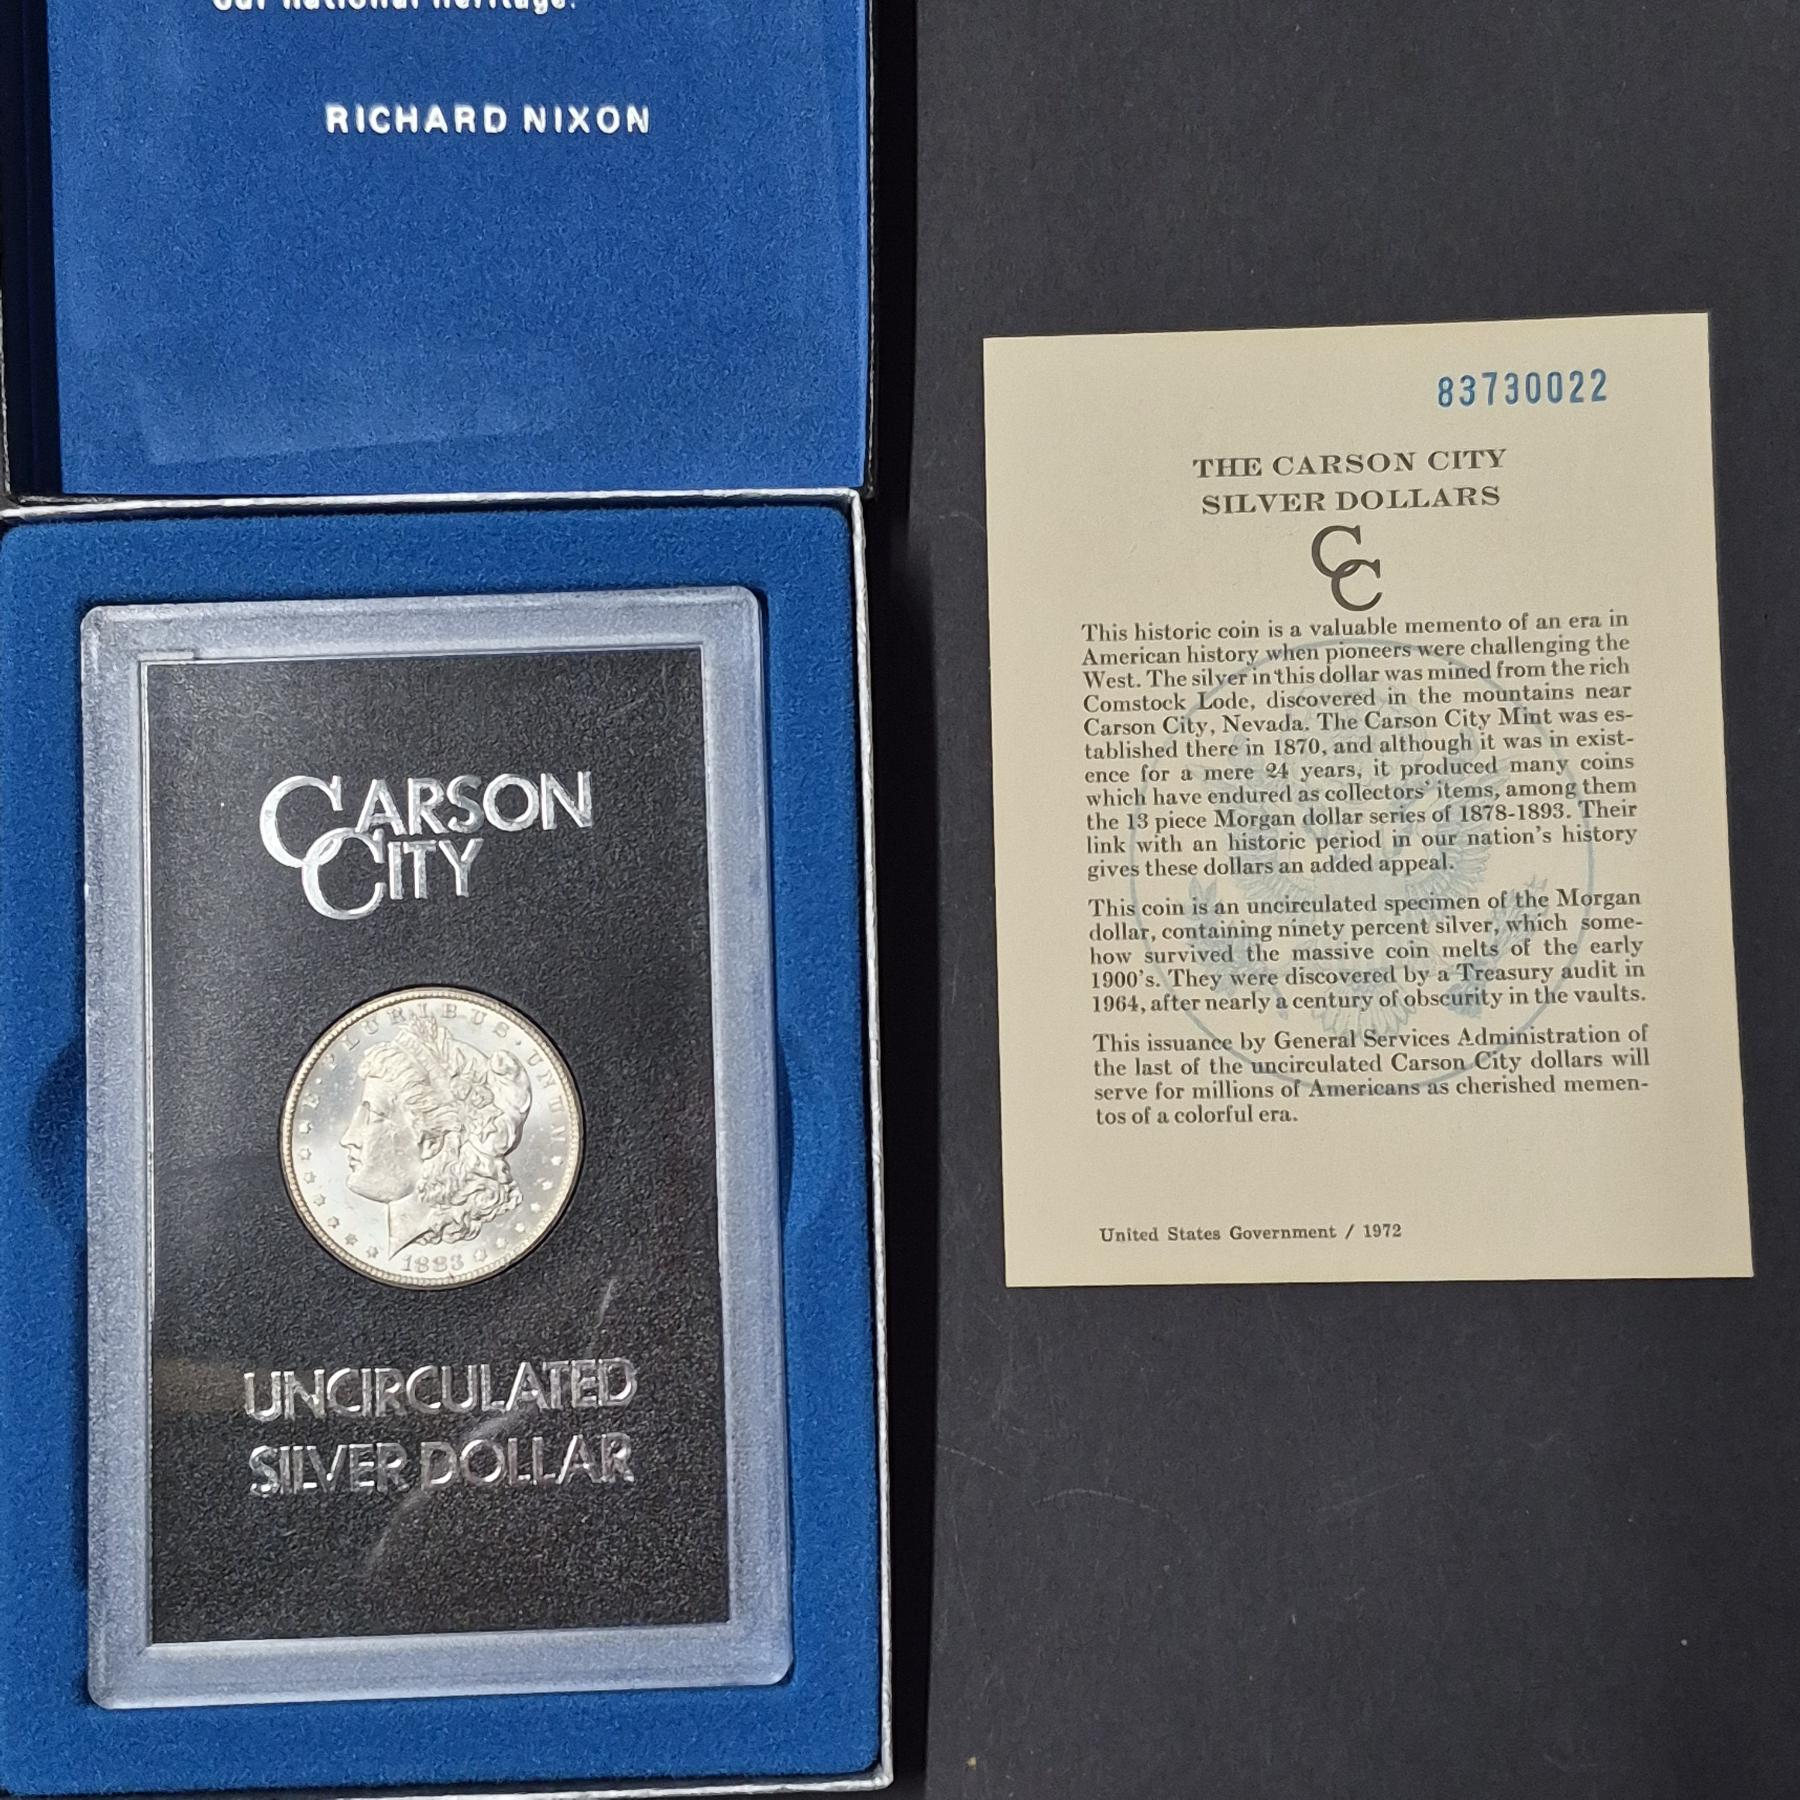 our national heritage.
RICHARD NIXON
CARSON
CITY
E · PLURIBUS · UNUM
1883
UNCIRCULATED
SILVER DOLLAR
83730022
THE CARSON CITY
SILVER DOLLARS
CC
This historic coin is a valuable memento of an era in
American history when pioneers were challenging the
West. The silver in this dollar was mined from the rich
Comstock Lode, discovered in the mountains near
Carson City, Nevada. The Carson City Mint was es-
tablished there in 1870, and although it was in exist-
ence for a mere 24 years, it produced many coins
which have endured as collectors' items, among them
the 13 piece Morgan dollar series of 1878-1893. Their
link with an historic period in our nation's history
gives these dollars an added appeal.
This coin is an uncirculated specimen of the Morgan
dollar, containing ninety percent silver, which some-
how survived the massive coin melts of the early
1900's. They were discovered by a Treasury audit in
1964, after nearly a century of obscurity in the vaults.
This issuance by General Services Administration of
the last of the uncirculated Carson City dollars will
serve for millions of Americans as cherished memen-
tos of a colorful era.
United States Government / 1972